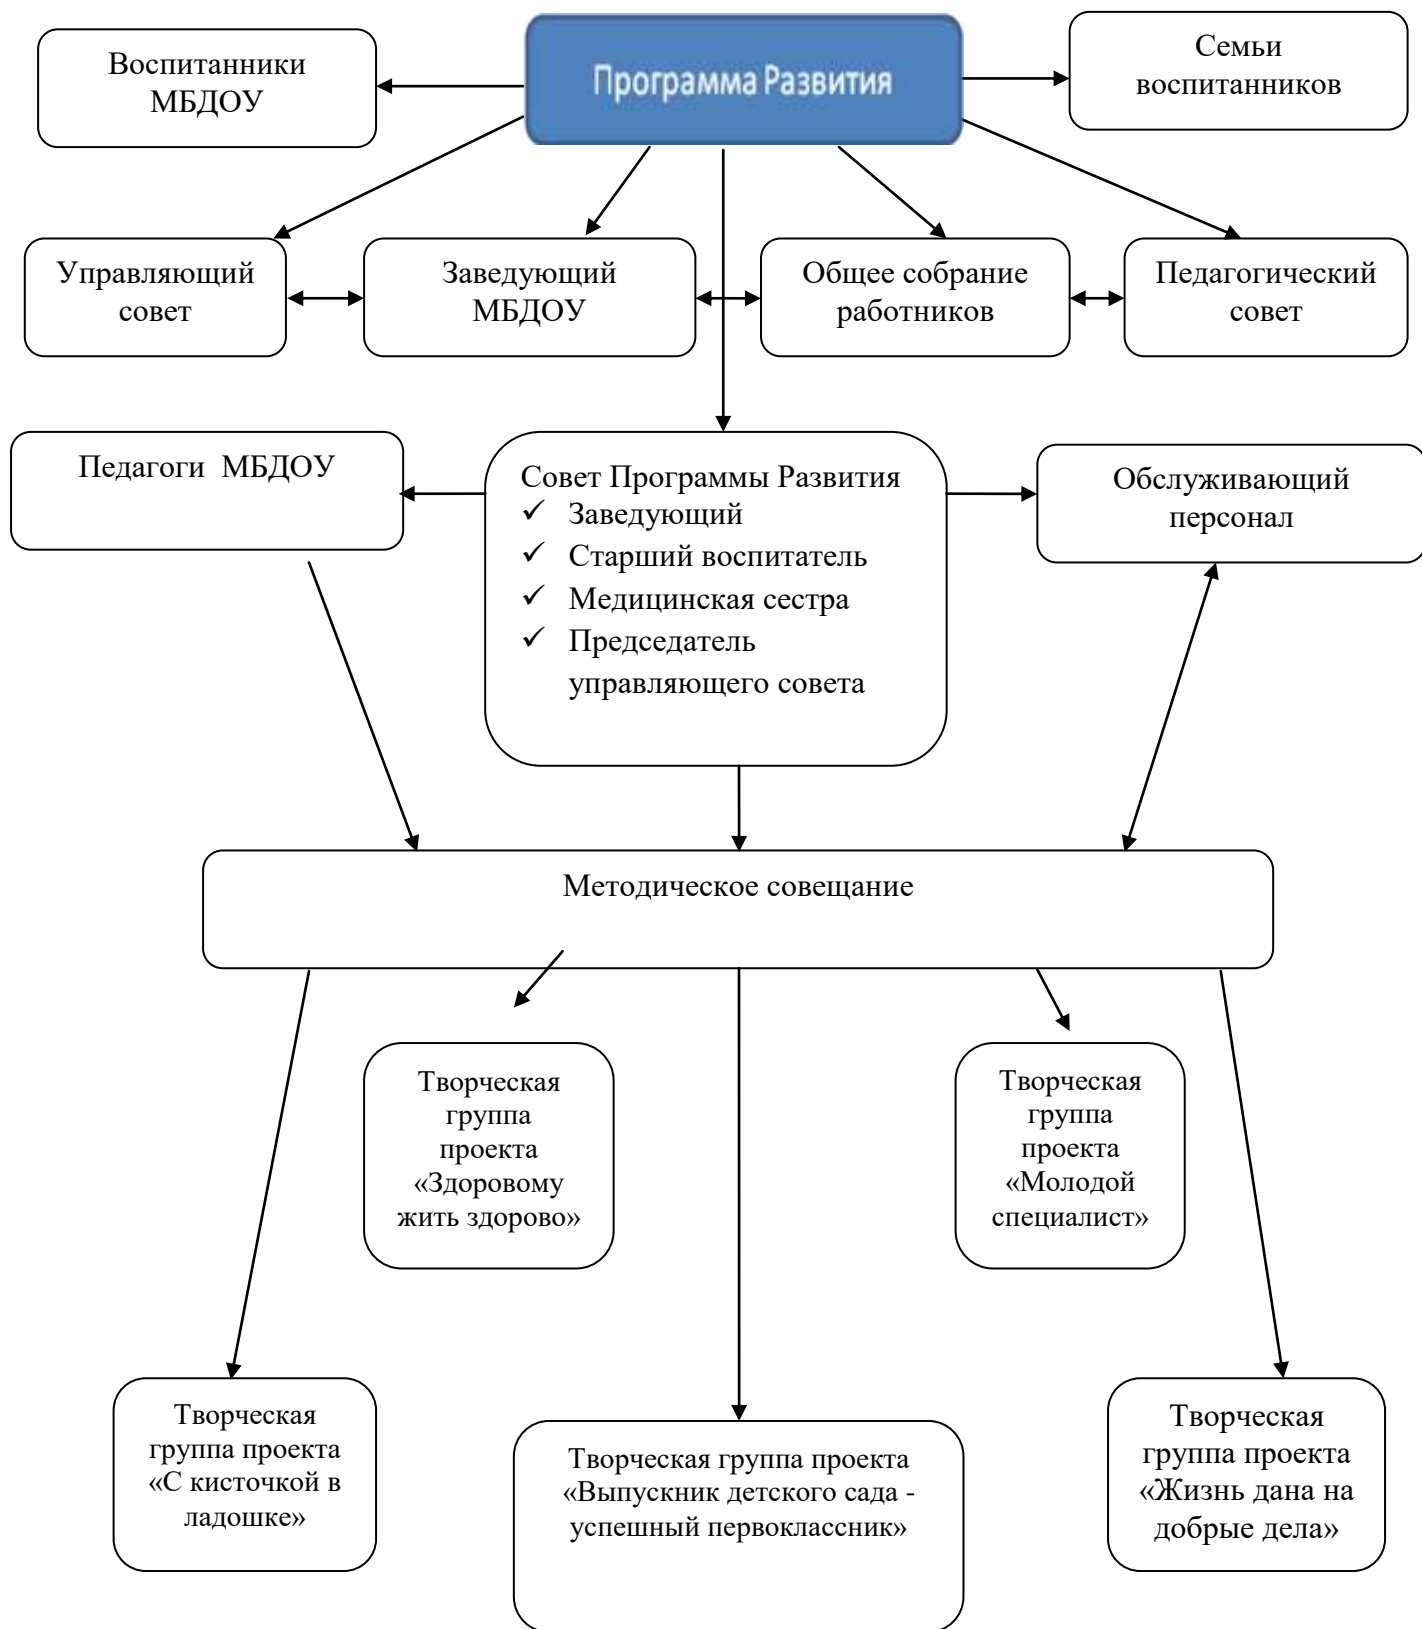 Воспитанники
МБДОУ
Программа Развития
Семьи
воспитанников
Управляющий
совет
Заведующий
МБДОУ
Общее собрание
работников
Педагогический
совет
Педагоги МБДОУ
Совет Программы Развития
✓ Заведующий
✓ Старший воспитатель
✓ Медицинская сестра
✓ Председатель
управляющего совета
Обслуживающий
персонал
Методическое совещание
Творческая
группа
проекта
«Здоровому
жить здорово»
Творческая
группа
проекта
«Молодой
специалист»
Творческая
группа проекта
«С кисточкой в
ладошке»
Творческая группа проекта
«Выпускник детского сада -
успешный первоклассник»
Творческая
группа проекта
«Жизнь дана на
добрые дела»